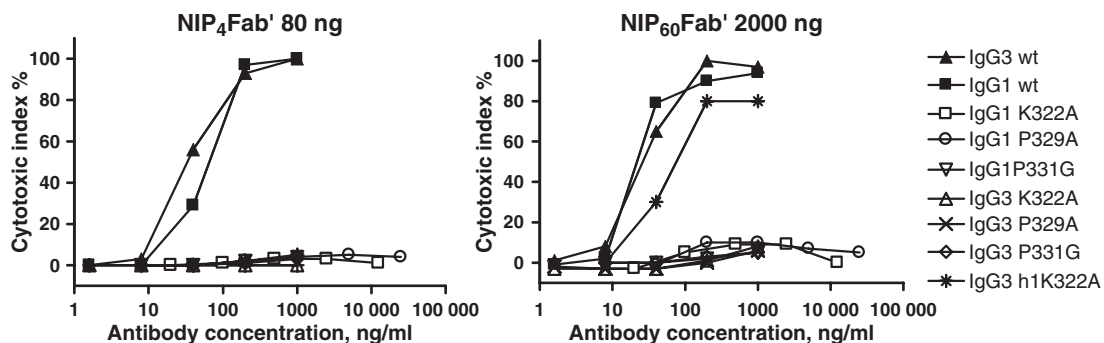 NIP4Fab' 80 ng
Cytotoxic index %
100
80
60
40
20
0
1 10 100 1000 10 000 100 000
Antibody concentration, ng/ml
NIP60Fab' 2000 ng
Cytotoxic index %
100
80
60
40
20
0
1 10 100 1000 10 000 100 000
Antibody concentration, ng/ml
IgG3 wt
IgG1 wt
IgG1 K322A
IgG1 P329A
IgG1P331G
IgG3 K322A
IgG3 P329A
IgG3 P331G
IgG3 h1K322A